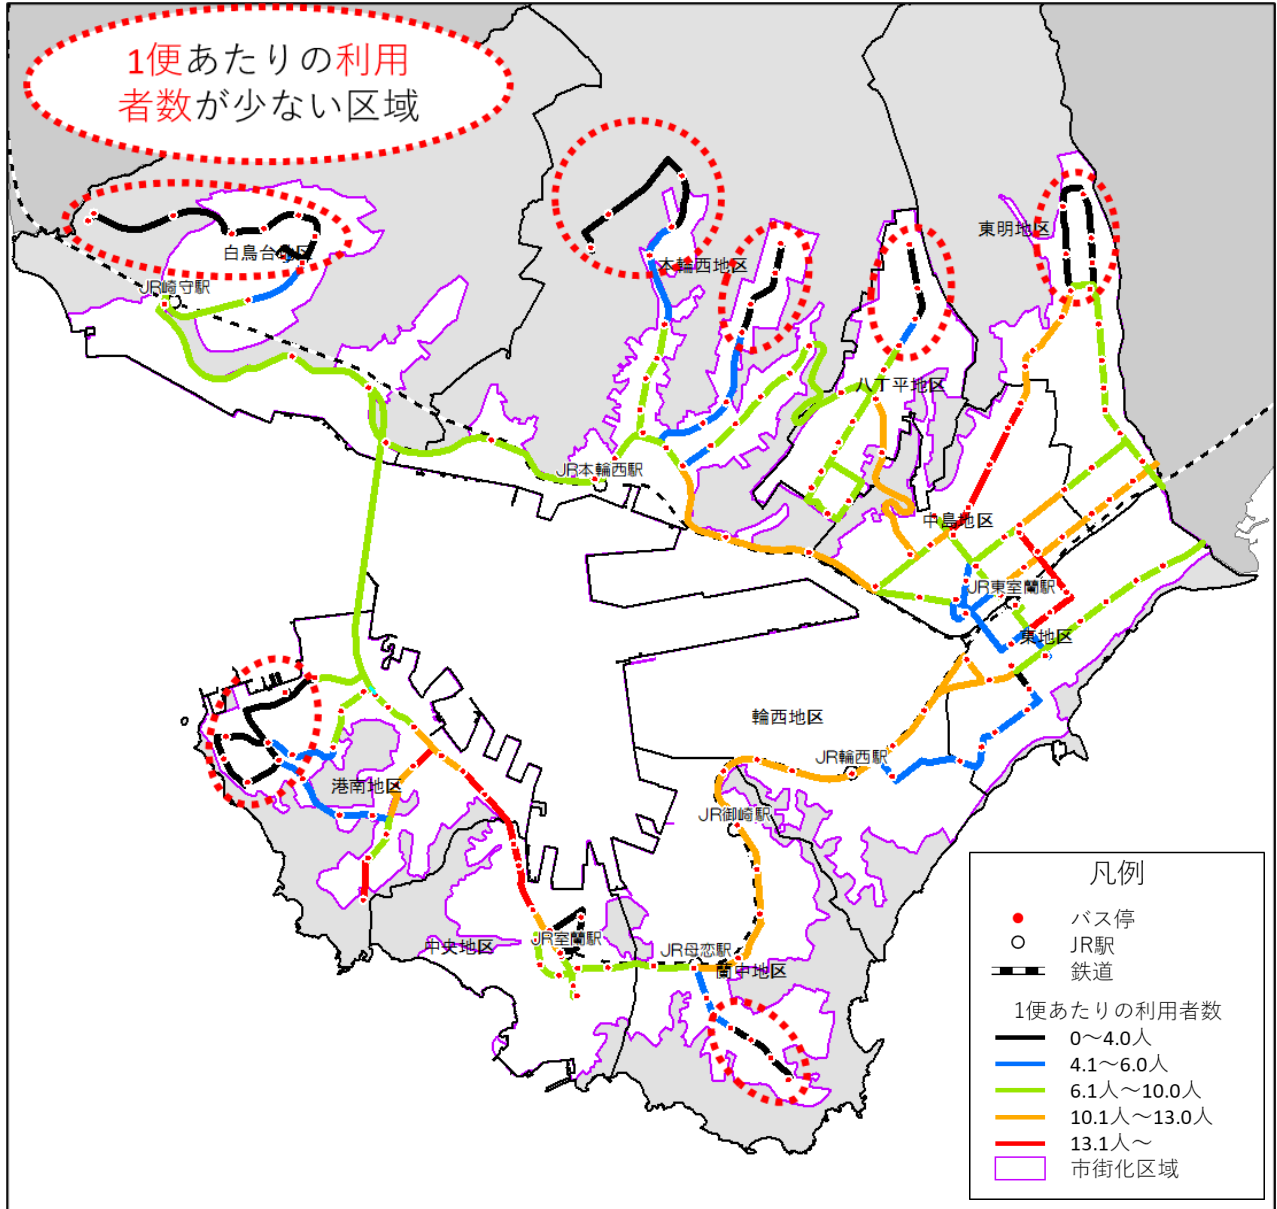 1便あたりの利用
者数が少ない区域
東明地区
白鳥台地区
本輪西地区
JR崎守駅
八丁平地区
JR本輪西駅
中島地区
JR東室蘭駅
東地区
輪西地区
JR輪西駅
港南地区
JR御崎駅
JR室蘭駅
中央地区
JR母恋駅
蘭中地区
凡例
バス停
JR駅
鉄道
1便あたりの利用者数
0～4.0人
4.1～6.0人
6.1人～10.0人
10.1人～13.0人
13.1人～
市街化区域